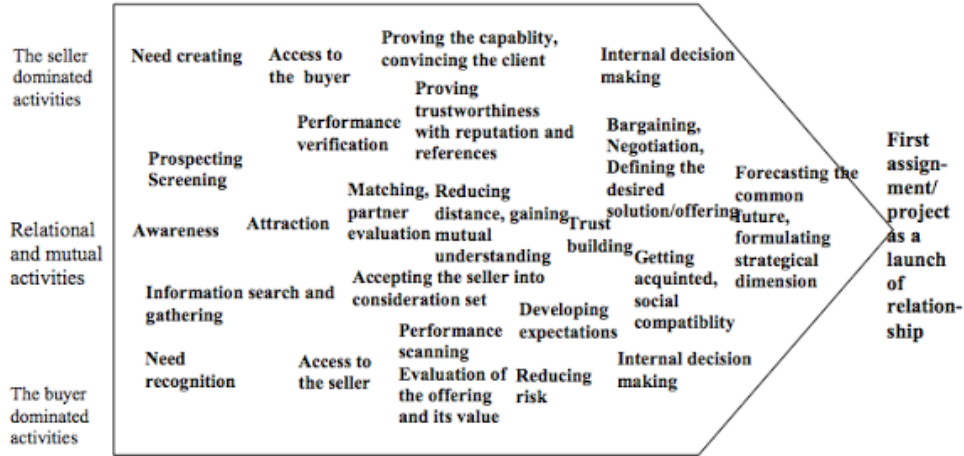 The seller
dominated
activities
Need creating
Access to
the buyer
Proving the capablity,
convincing the client
Internal decision
making
Proving
trustworthiness
with reputation and
references
Performance
verification
Bargaining,
Negotiation,
Defining the
desired
solution/offering
Prospecting
Screening
Relational
and mutual
activities
Awareness
Attraction
Matching,
partner
evaluation
Reducing
distance, gaining
mutual
understanding
Trust
building
Forecasting the
common
future,
formulating
strategical
dimension
Information search and
gathering
Accepting the seller into
consideration set
Getting
acquinted,
social
compatiblity
Developing
expectations
The buyer
dominated
activities
Need
recognition
Access to
the seller
Performance
scanning
Evaluation of
the offering
and its value
Reducing
risk
Internal decision
making
First
assign-
ment/
project
as a
launch
of
relation-
ship